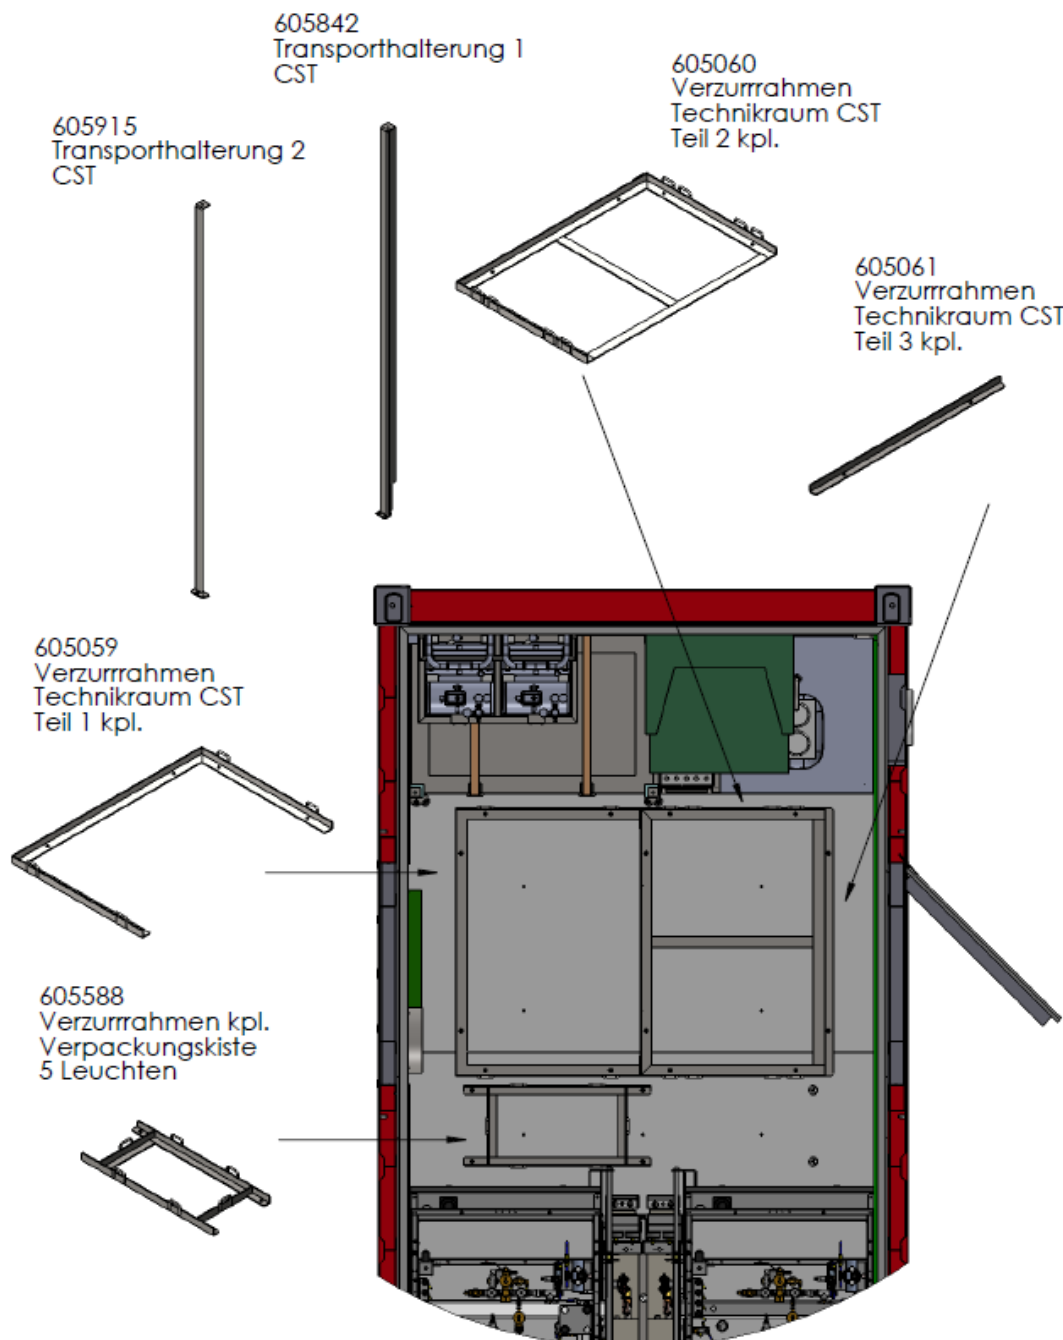 605842
Transporthalterung 1
CST
605060
Verzurrrahmen
Technikraum CST
Teil 2 kpl.
605915
Transporthalterung 2
CST
605061
Verzurrrahmen
Technikraum CST
Teil 3 kpl.
605059
Verzurrrahmen
Technikraum CST
Teil 1 kpl.
605588
Verzurrrahmen kpl.
Verpackungskiste
5 Leuchten